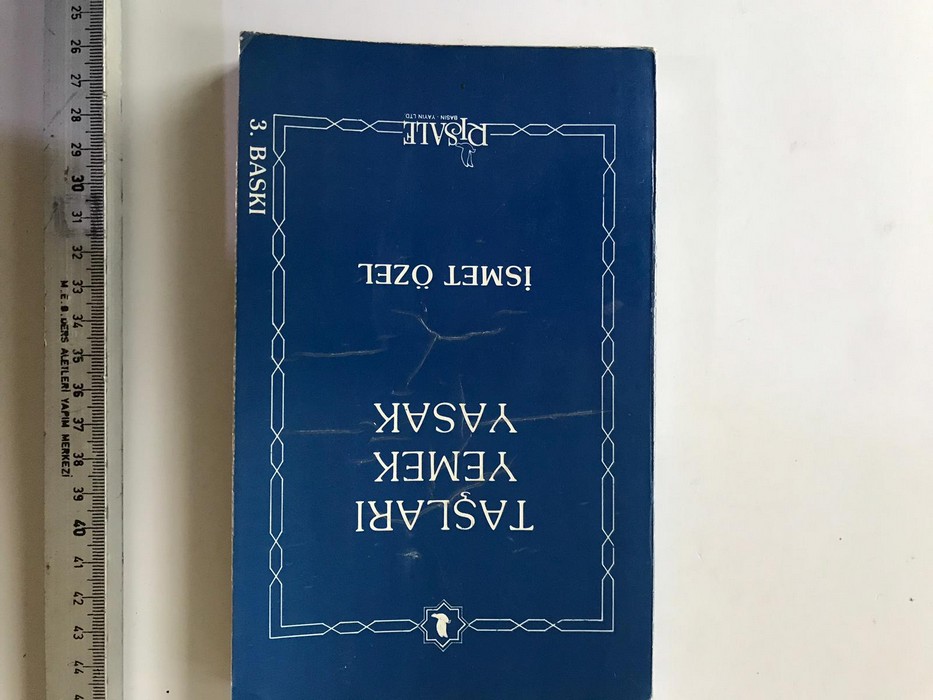 TAŞLARI
YEMEK
YASAK
İSMET ÖZEL
RİSALE
BASIN · YAYIN LTD.
3. BASKI
25 26 27 28 29 30 31 32 33 34 35 36 37 38 39 40 41 42 43 44
M.E.B.DERS ALETLERİ YAPIM MERKEZİ